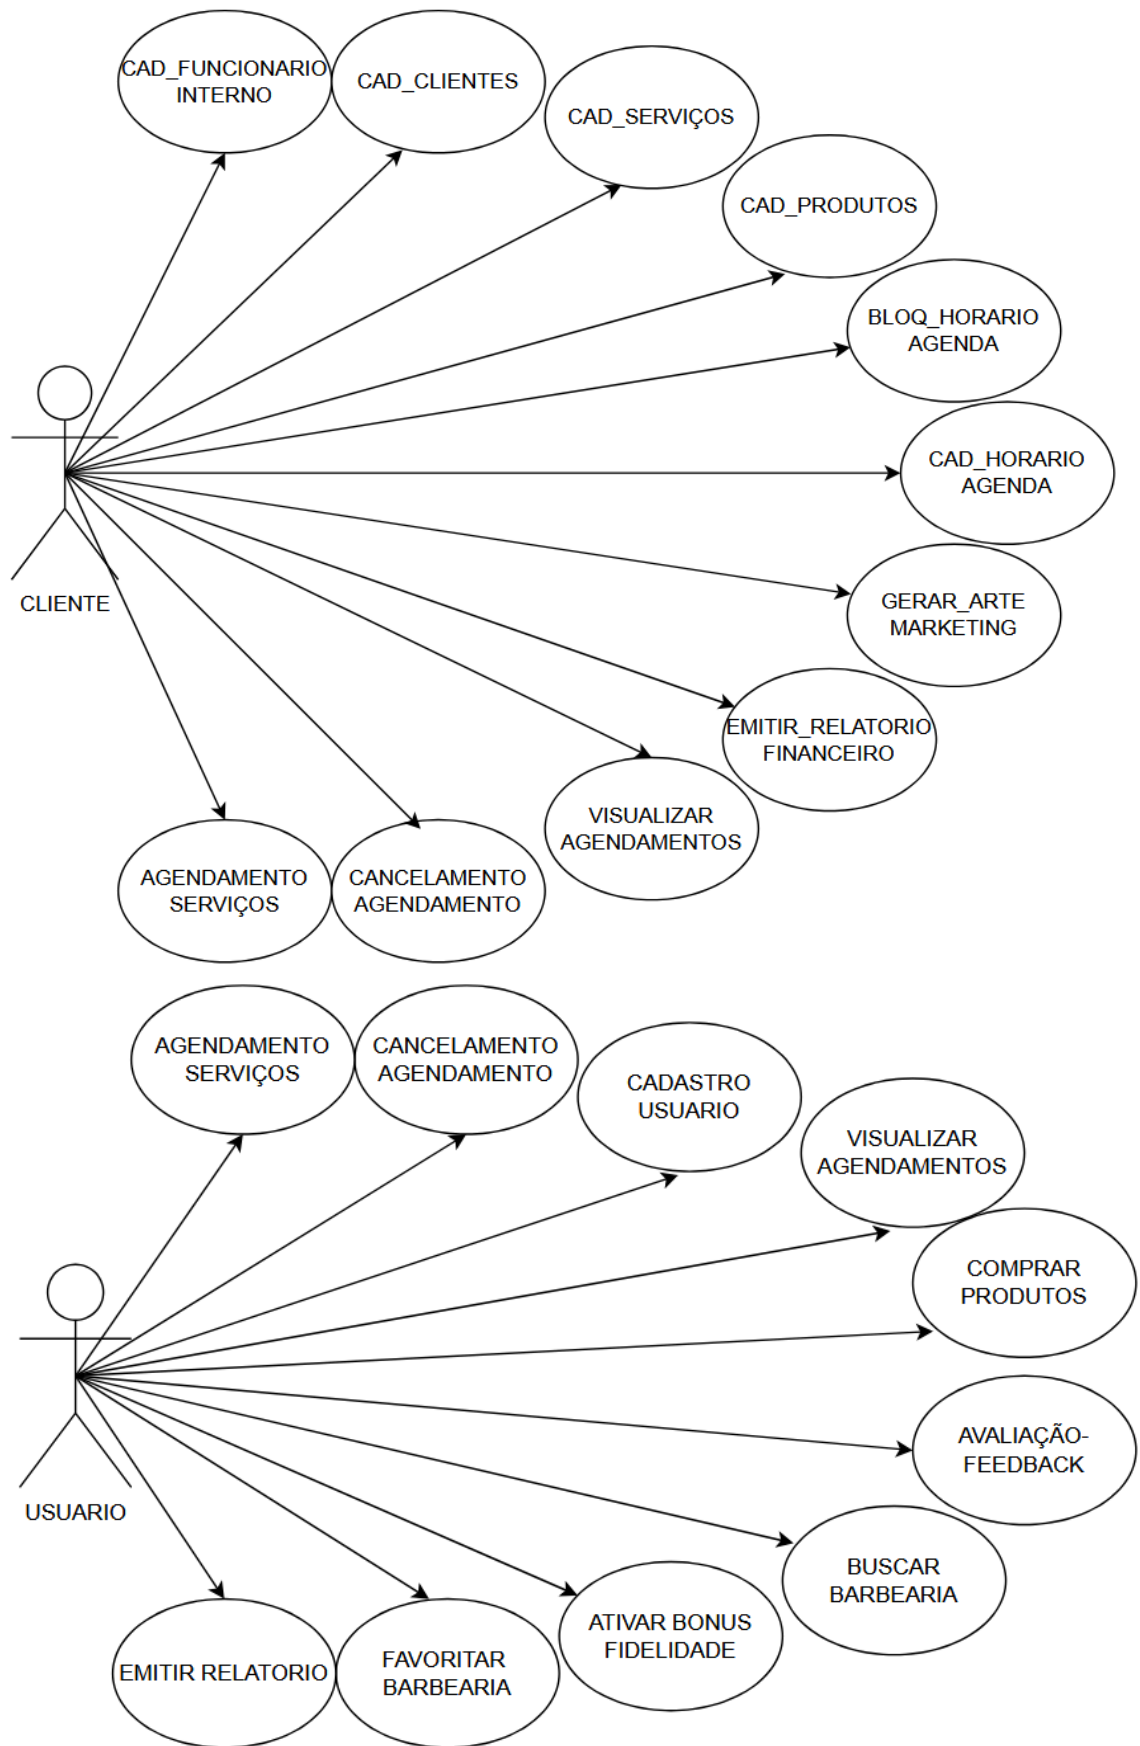 CAD_FUNCIONARIO
INTERNO
CAD_CLIENTES
CAD_SERVIÇOS
CAD_PRODUTOS
BLOQ_HORARIO
AGENDA
CAD_HORARIO
AGENDA
CLIENTE
GERAR_ARTE
MARKETING
EMITIR_RELATORIO
FINANCEIRO
VISUALIZAR
AGENDAMENTOS
AGENDAMENTO
SERVIÇOS
CANCELAMENTO
AGENDAMENTO
AGENDAMENTO
SERVIÇOS
CANCELAMENTO
AGENDAMENTO
CADASTRO
USUARIO
VISUALIZAR
AGENDAMENTOS
COMPRAR
PRODUTOS
AVALIAÇÃO-
FEEDBACK
USUARIO
BUSCAR
BARBEARIA
ATIVAR BONUS
FIDELIDADE
FAVORITAR
BARBEARIA
EMITIR RELATORIO